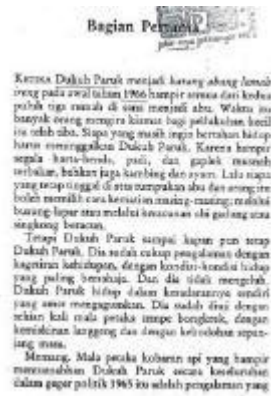 Bagian Pertama
KETIKA Dukuh Paruk menjadi karang abang lemah
ireng pada awal tahun 1966 hampir semua dari kedua
puluh tiga rumah di sana menjadi abu. Waktu itu
banyak orang mengira kiamat bagi pedukuhan kecil
itu telah tiba. Siapa yang masih ingin bertahan hidup
harus meninggalkan Dukuh Paruk. Karena hampir
segala harta-benda, padi, dan gaplek musnah
terbakar, bahkan juga kambing dan ayam. Lalu siapa
yang tetap tinggal di atas tumpukan abu dan arang itu
boleh memilih cara kematian masing-masing: melalui
busung-lapar atau melalui keracunan ubi gadung atau
singkong beracun.
Tetapi Dukuh Paruk sampai kapan pun tetap
Dukuh Paruk. Dia sudah cukup pengalaman dengan
kegetiran kehidupan, dengan kondisi-kondisi hidup
yang paling bersahaja. Dan dia tidak mengeluh.
Dukuh Paruk hidup dalam kesadarannya sendiri
yang amat mengagumkan. Dia sudah diuji dengan
sekian kali mala petaka tempe bongkrek, dengan
kemiskinan langgeng dan dengan kebodohan sepan-
jang masa.
Memang. Mala petaka kobaran api yang hampir
memusnahkan Dukuh Paruk secara keseluruhan
dalam geger politik 1965 itu adalah pengalaman yang